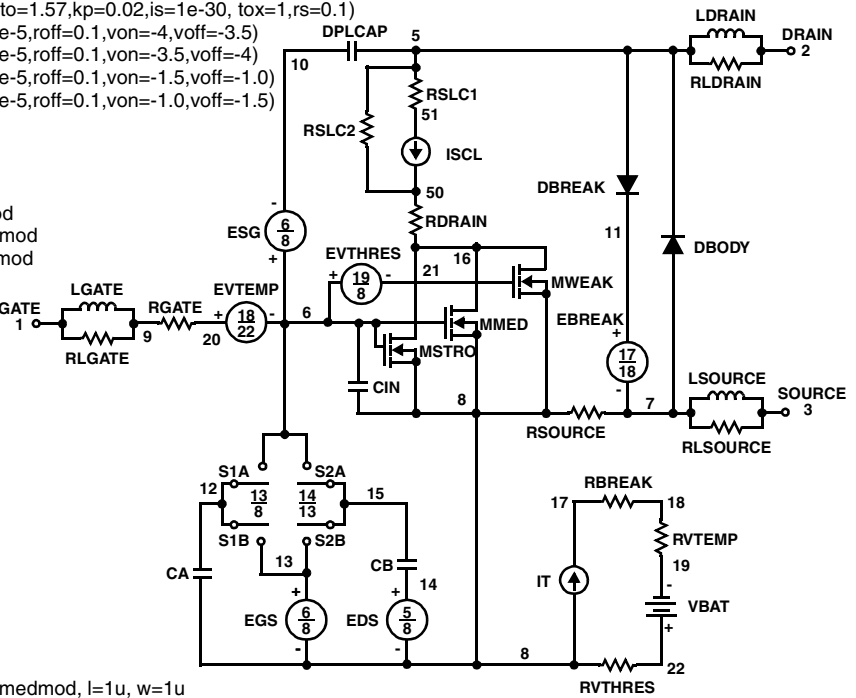 to=1.57,kp=0.02,is=1e-30, tox=1,rs=0.1)
e-5,roff=0.1,von=-4,voff=-3.5)
e-5,roff=0.1,von=-3.5,voff=-4)
e-5,roff=0.1,von=-1.5,voff=-1.0)
e-5,roff=0.1,von=-1.0,voff=-1.5)
LDRAIN
DPLCAP 5 DRAIN
2
10
RLDRAIN
RSLC1
51
RSLC2
ISCL
DBREAK
50
RDRAIN
od
mod
mod
ESG 6
8
-
+
11
DBODY
EVTHRES
16
21
+ 19 -
8
MWEAK
LGATE
EVTEMP
GATE
1
RGATE
+ 18 -
22
6
MMED
EBREAK
+
17
18
-
RLGATE
9
20
MSTRO
LSOURCE
CIN
8
7
SOURCE
3
RSOURCE
RLSOURCE
S1A
S2A
12
13
8
14
13
15
S1B
S2B
RBREAK
17
18
RVTEMP
13
CA
CB
14
IT
19
-
VBAT
+
+
EGS 6
8
-
+
EDS 5
8
-
8
22
RVTHRES
medmod, l=1u, w=1u